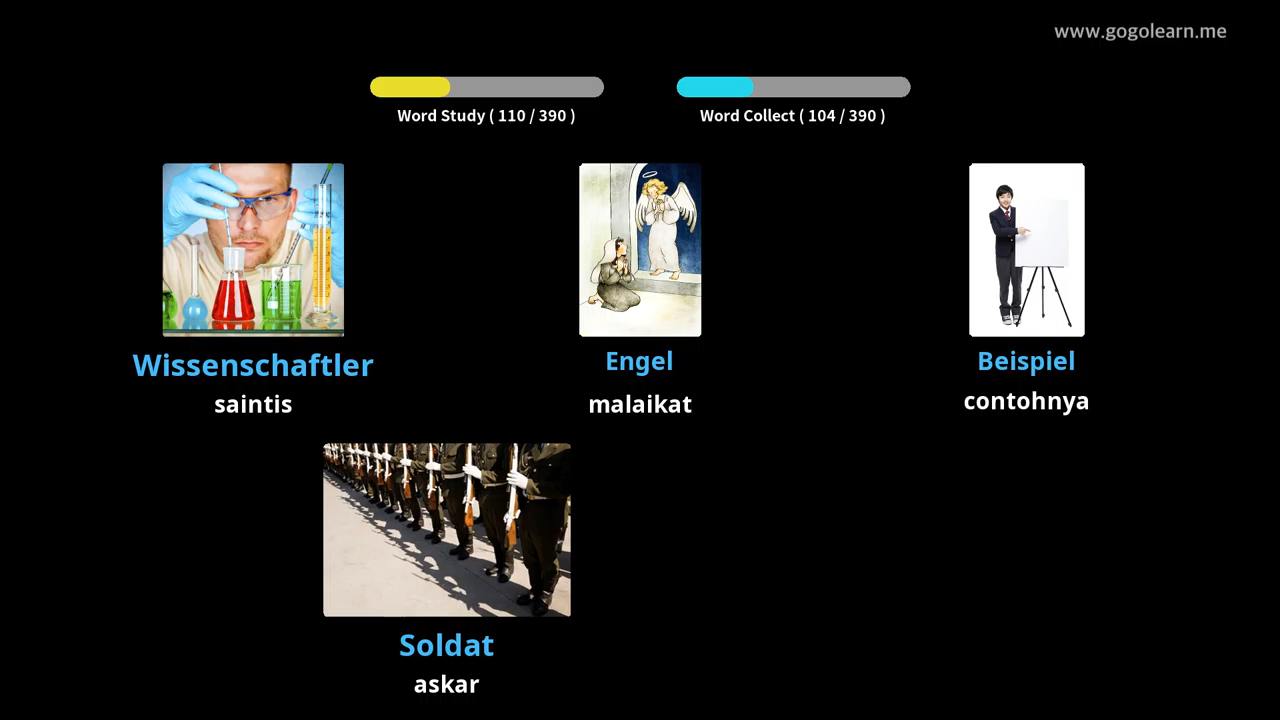 www.gogolearn.me
Word Study ( 110 / 390 )
Word Collect ( 104 / 390 )
Wissenschaftler
saintis
Engel
malaikat
Beispiel
contohnya
Soldat
askar